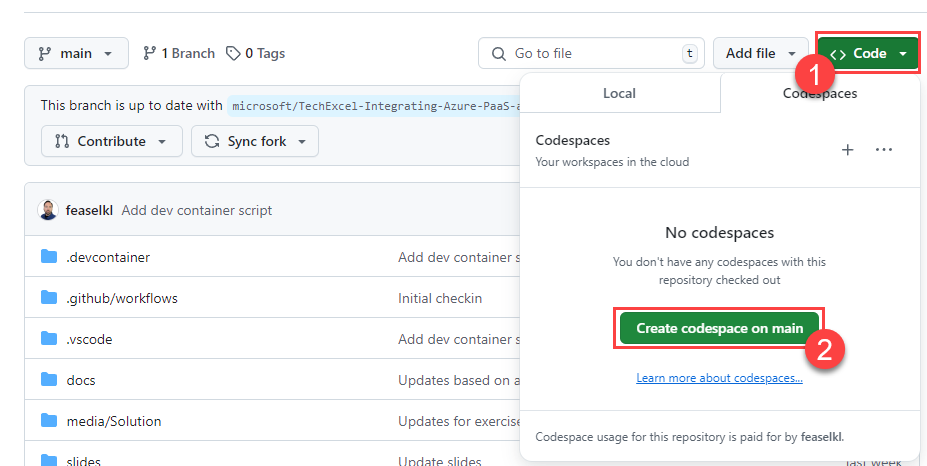 main
1 Branch
0 Tags
Go to file
t
Add file
Code
1
This branch is up to date with microsoft/TechExcel-Integrating-Azure-PaaS-a
Local
Codespaces
Contribute
Sync fork
Codespaces
Your workspaces in the cloud
feaselkl Add dev container script
No codespaces
You don't have any codespaces with this
repository checked out
Create codespace on main
2
Learn more about codespaces...
Codespace usage for this repository is paid for by feaselkl.
.devcontainer Add dev container s
.github/workflows Initial checkin
.vscode Add dev container s
docs Updates based on a
media/Solution Updates for exercise
slides Update slides last week